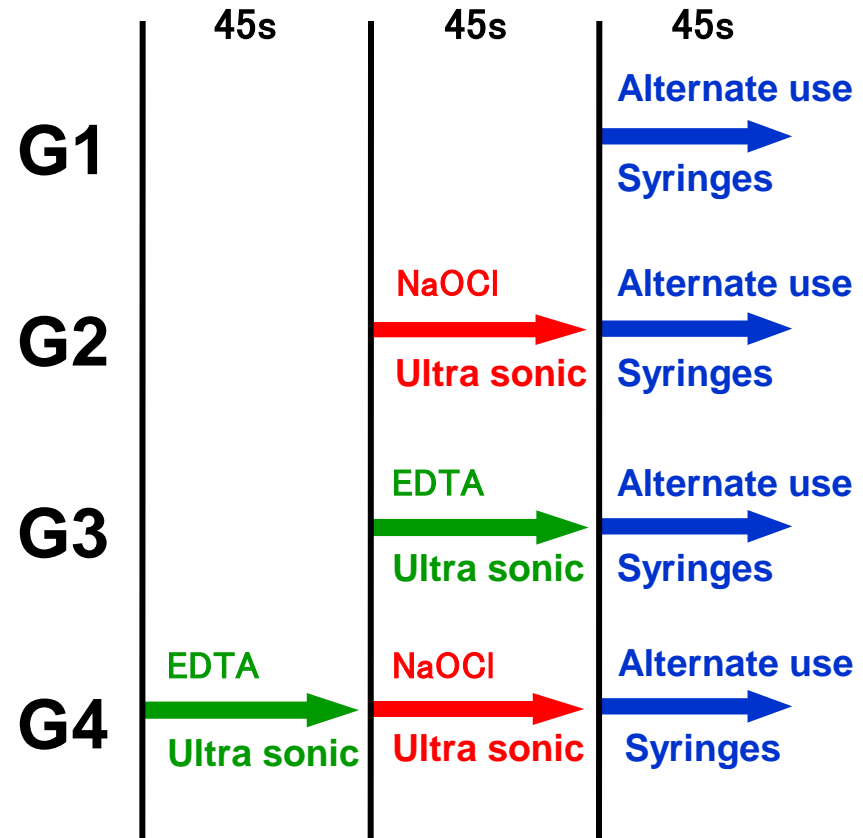 45s 45s 45s
Alternate use
G1
Syringes
NaOCl Alternate use
G2
Ultra sonic Syringes
EDTA Alternate use
G3
Ultra sonic Syringes
EDTA NaOCl Alternate use
G4
Ultra sonic Ultra sonic Syringes